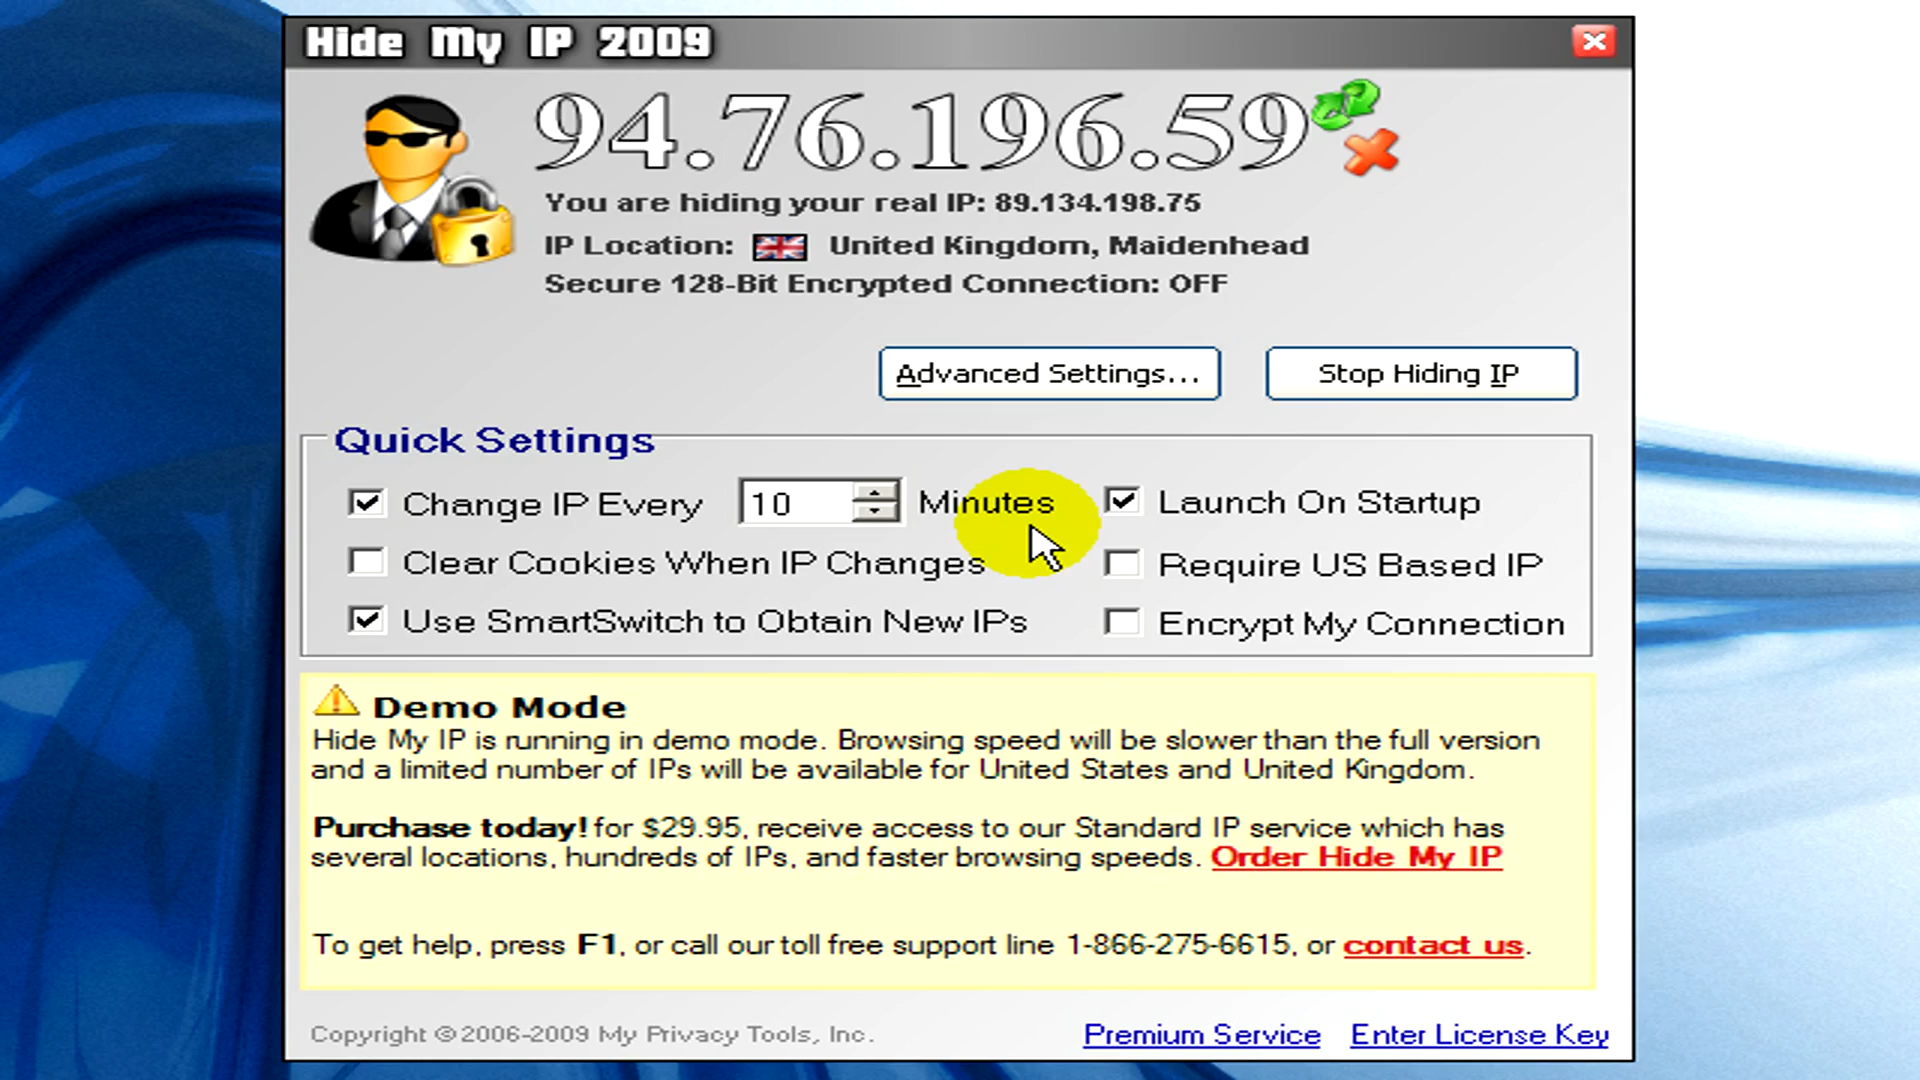 Hide My IP 2009
94.76.196.59
You are hiding your real IP: 89.134.198.75
IP Location: United Kingdom, Maidenhead
Secure 128-Bit Encrypted Connection: OFF
Advanced Settings... Stop Hiding IP
Quick Settings
Change IP Every 10 Minutes Launch On Startup
Clear Cookies When IP Changes Require US Based IP
Use SmartSwitch to Obtain New IPs Encrypt My Connection
Demo Mode
Hide My IP is running in demo mode. Browsing speed will be slower than the full version
and a limited number of IPs will be available for United States and United Kingdom.
Purchase today! for $29.95, receive access to our Standard IP service which has
several locations, hundreds of IPs, and faster browsing speeds. Order Hide My IP
To get help, press F1, or call our toll free support line 1-866-275-6615, or contact us.
Copyright ©2006-2009 My Privacy Tools, Inc. Premium Service Enter License Key